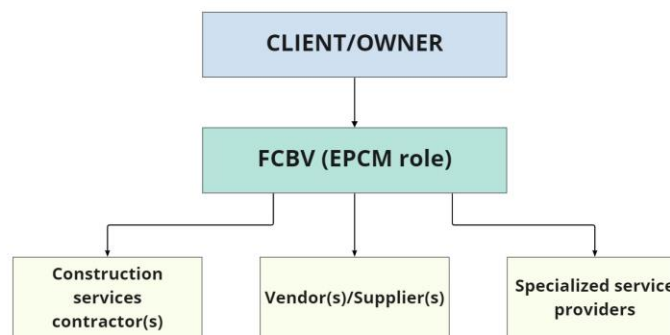 CLIENT/OWNER
FCBV (EPCM role)
Construction
services
contractor(s)
Vendor(s)/Supplier(s)
Specialized service
providers